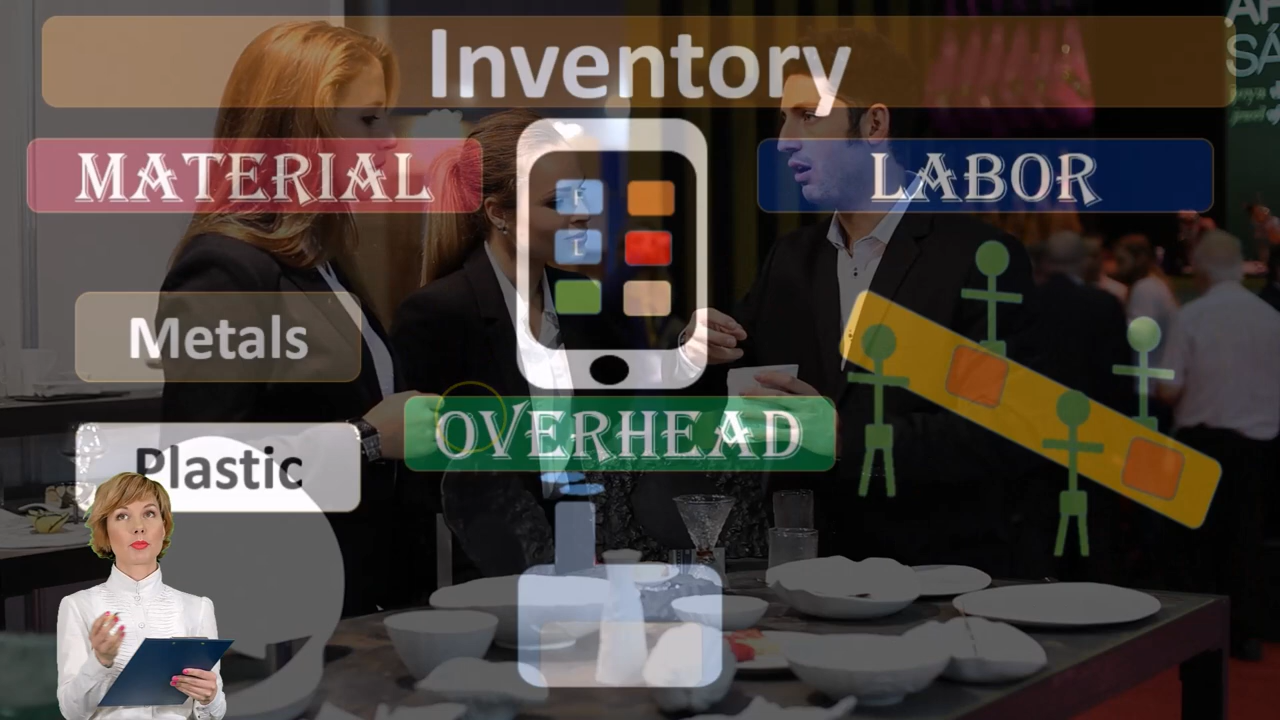 Inventory
MATERIAL
LABOR
F
L
Metals
OVERHEAD
Plastic